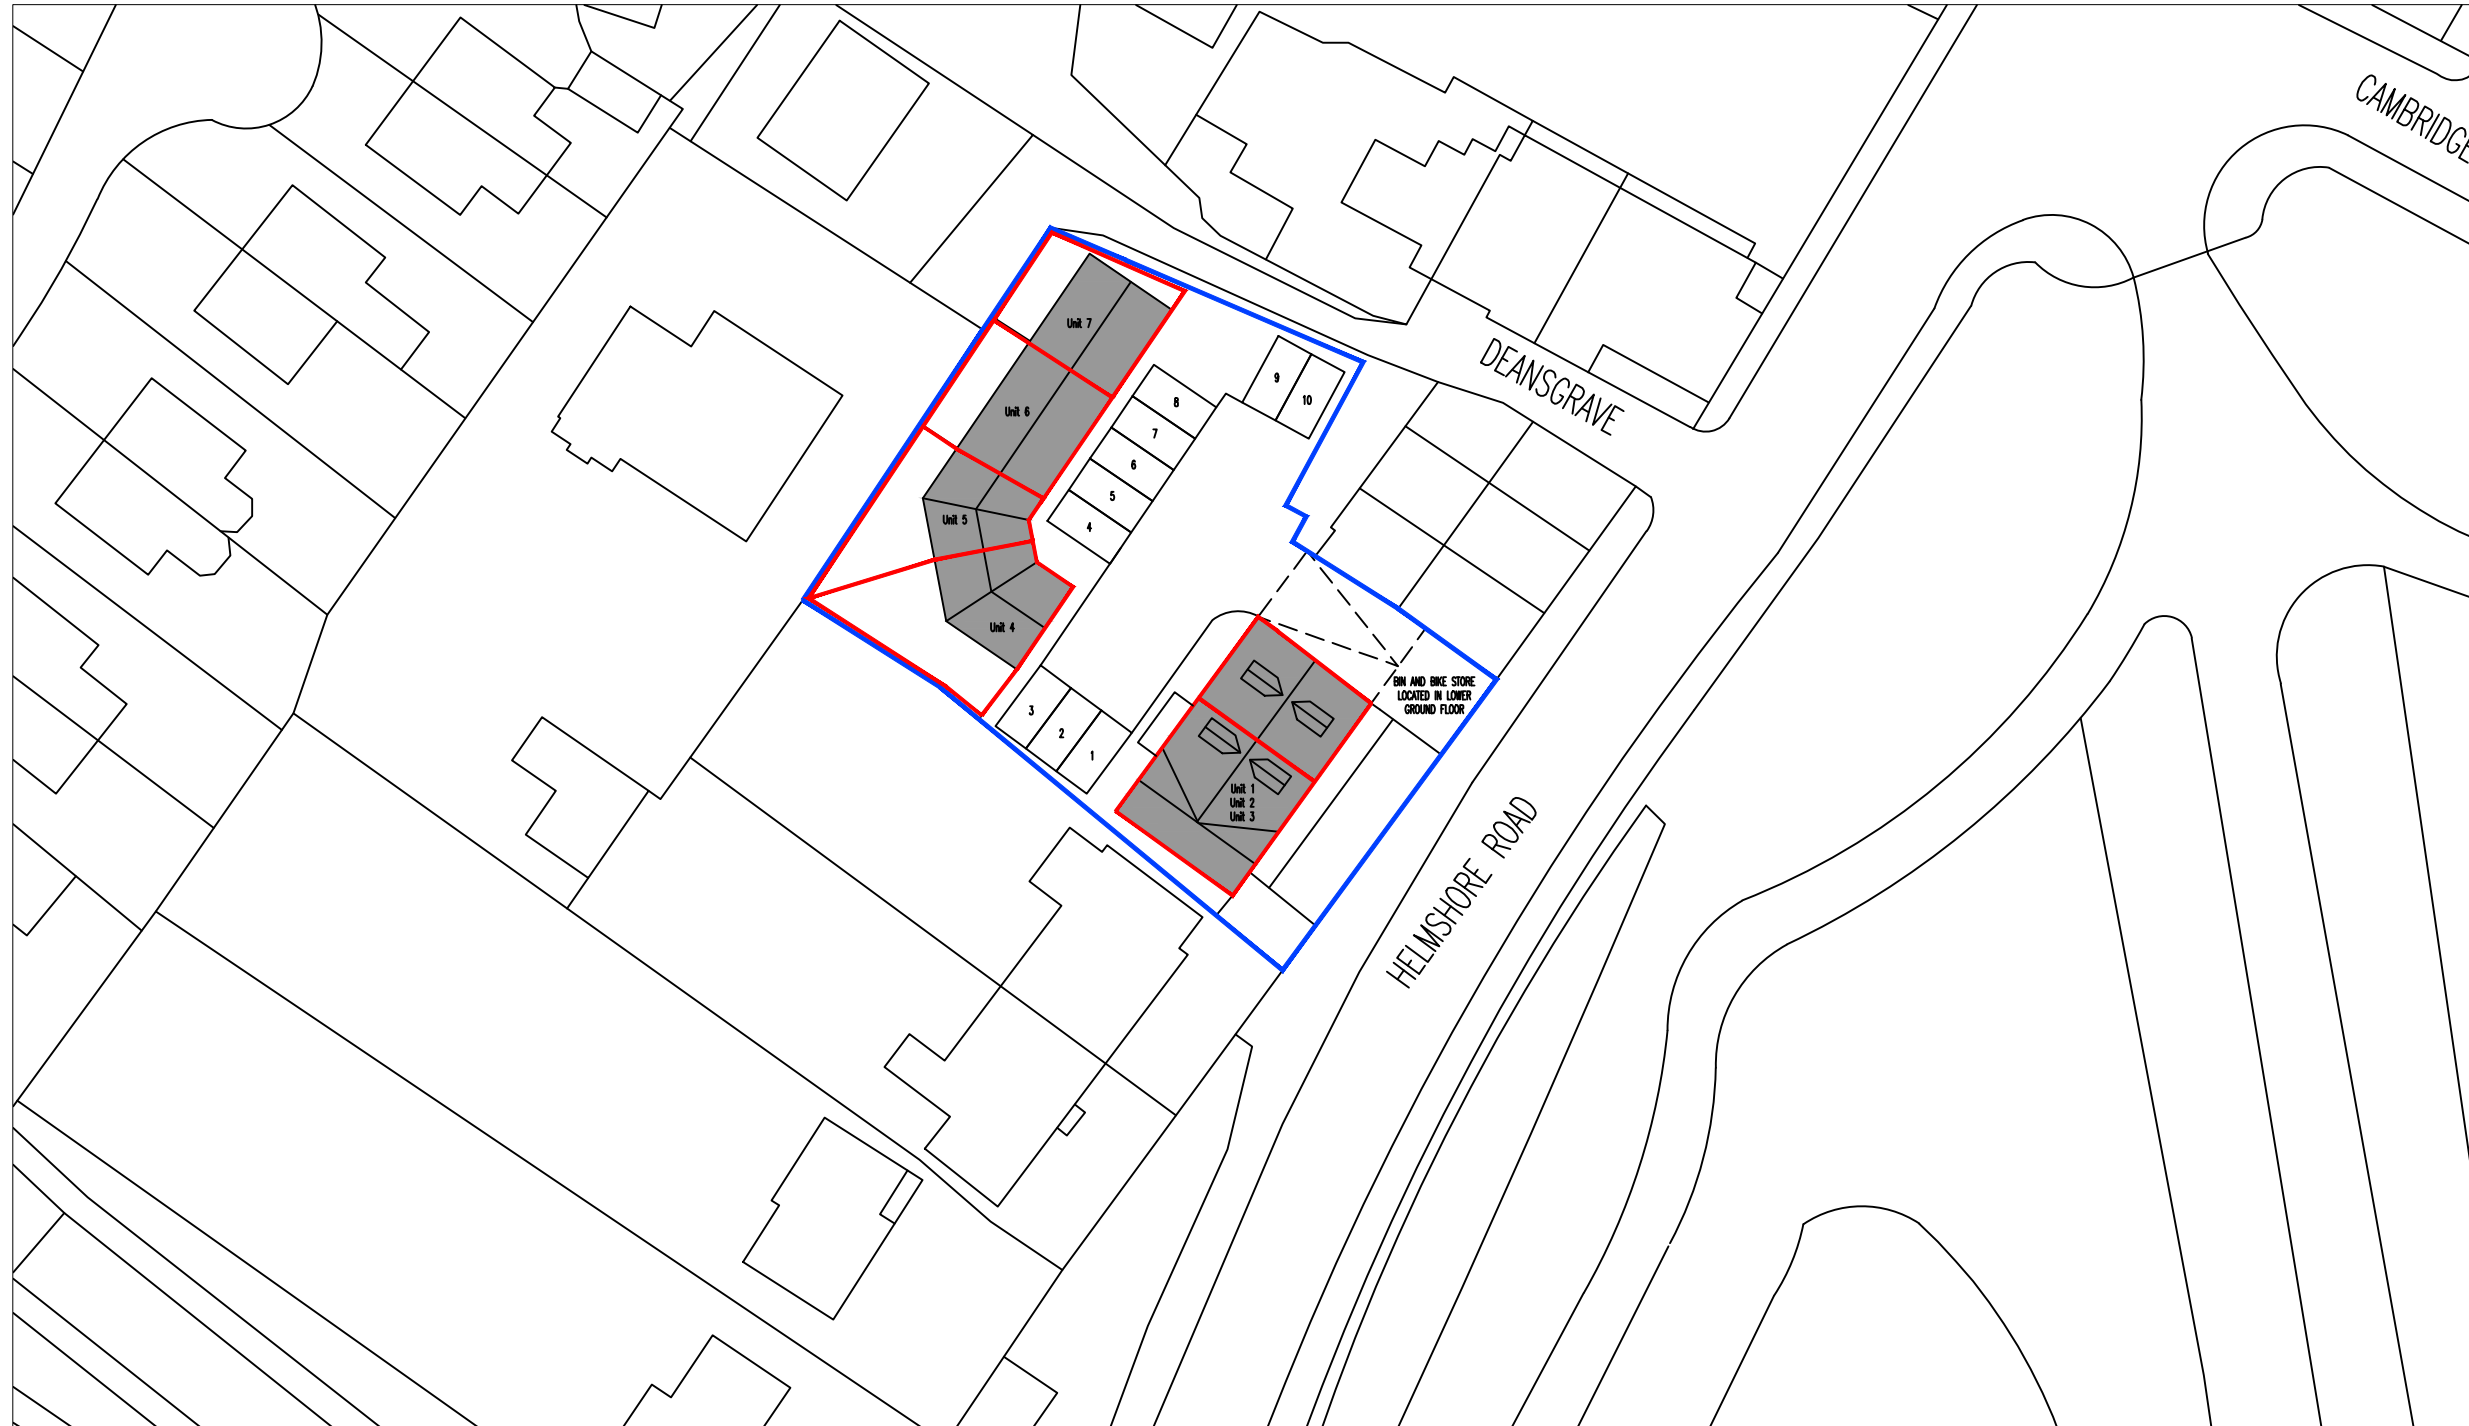 CAMBRIDGE
DEANSGRAVE
HELMSHORE ROAD
Unit 7
Unit 6
Unit 5
Unit 4
9
10
8
7
6
5
4
3
2
1
BIN AND BIKE STORE
LOCATED IN LOWER
GROUND FLOOR
Unit 1
Unit 2
Unit 3